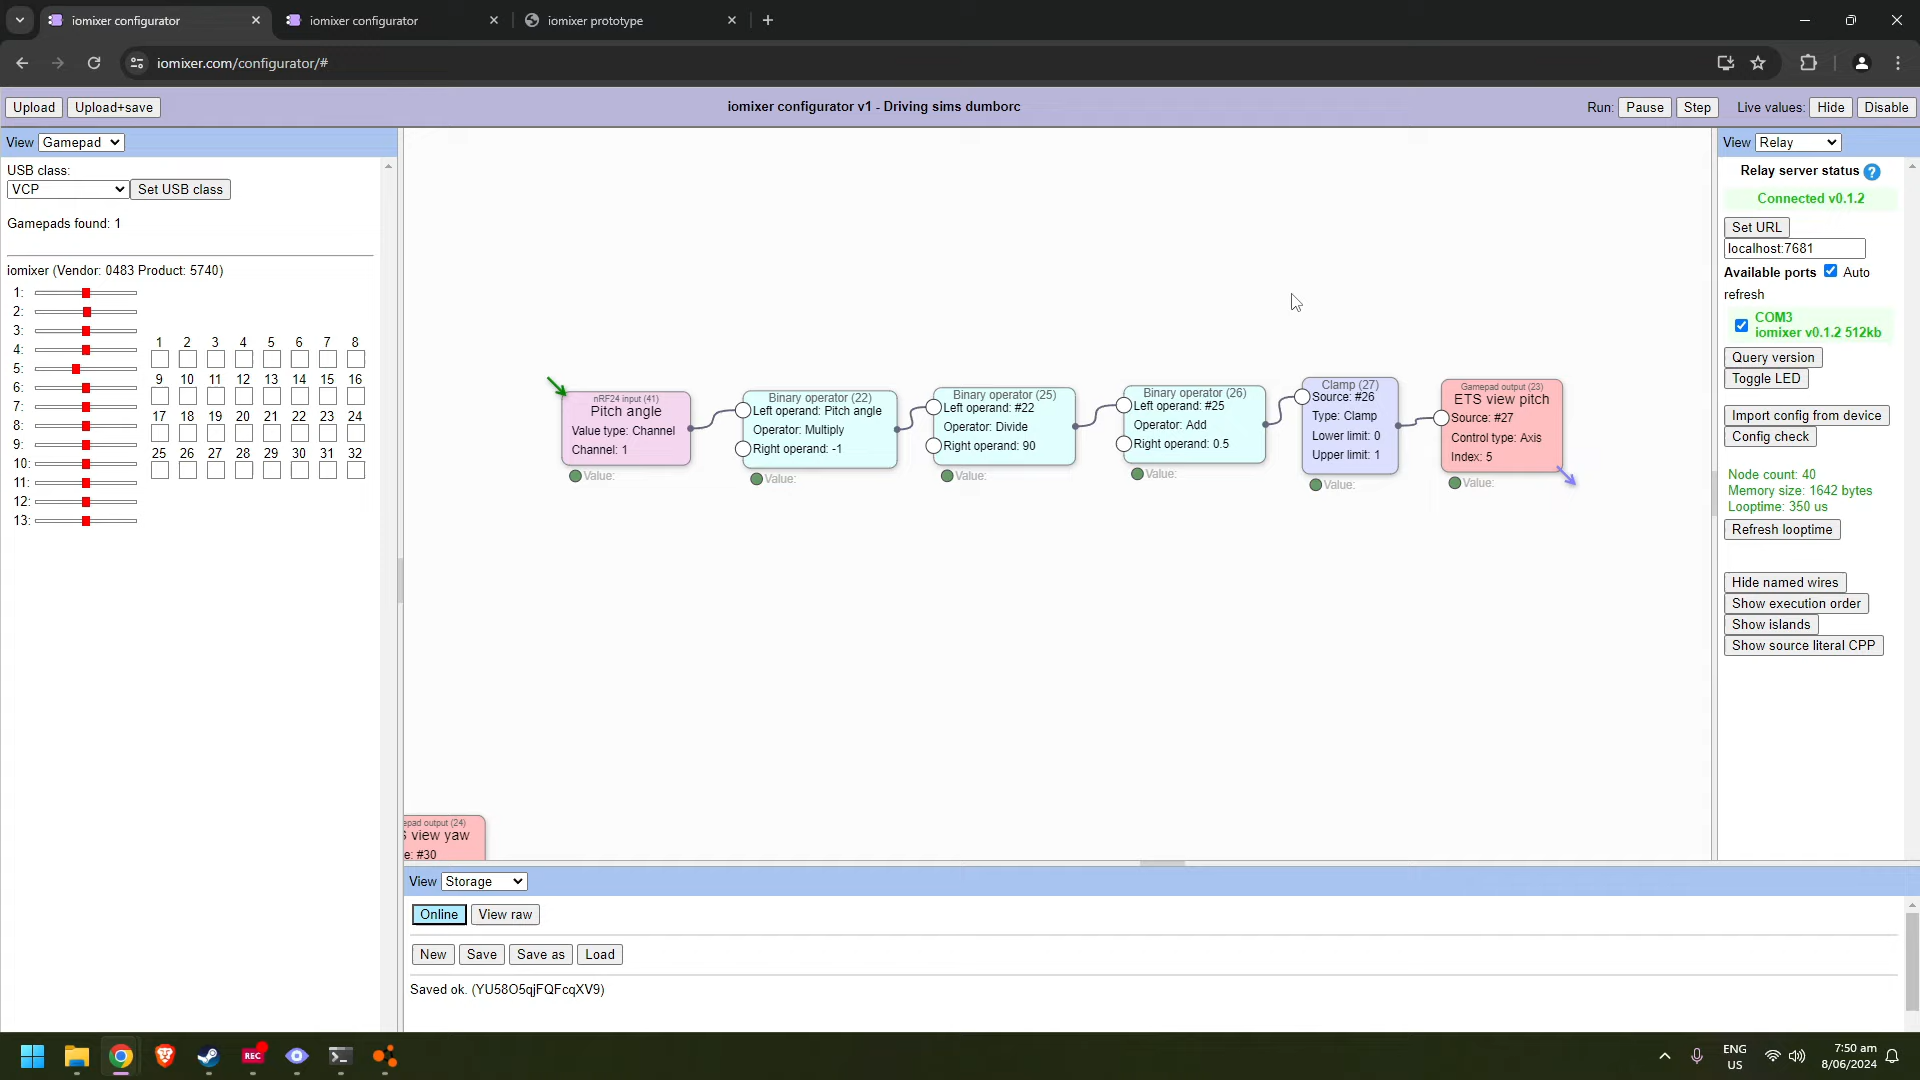 iomixer configurator
iomixer configurator
iomixer prototype
iomixer.com/configurator/#
Upload
Upload+save
iomixer configurator v1 - Driving sims dumborc
Run:
Pause
Step
Live values:
Hide
Disable
View
Gamepad
USB class:
VCP
Set USB class
Gamepads found: 1
iomixer (Vendor: 0483 Product: 5740)
1:
2:
3:
4:
5:
6:
7:
8:
9:
10:
11:
12:
13:
1 2 3 4 5 6 7 8
9 10 11 12 13 14 15 16
17 18 19 20 21 22 23 24
25 26 27 28 29 30 31 32
nRF24 input (41)
Pitch angle
Value type: Channel
Channel: 1
Value:
Binary operator (22)
Left operand: Pitch angle
Operator: Multiply
Right operand: -1
Value:
Binary operator (25)
Left operand: #22
Operator: Divide
Right operand: 90
Value:
Binary operator (26)
Left operand: #25
Operator: Add
Right operand: 0.5
Value:
Clamp (27)
Source: #26
Type: Clamp
Lower limit: 0
Upper limit: 1
Value:
Gamepad output (23)
ETS view pitch
Source: #27
Control type: Axis
Index: 5
Value:
epad output (24)
S view yaw
e: #30
View
Relay
Relay server status ?
Connected v0.1.2
Set URL
localhost:7681
Available ports Auto
refresh
COM3
iomixer v0.1.2 512kb
Query version
Toggle LED
Import config from device
Config check
Node count: 40
Memory size: 1642 bytes
Looptime: 350 us
Refresh looptime
Hide named wires
Show execution order
Show islands
Show source literal CPP
View
Storage
Online
View raw
New
Save
Save as
Load
Saved ok. (YU58O5qjFQFcqXV9)
REC
ENG
US
7:50 am
8/06/2024